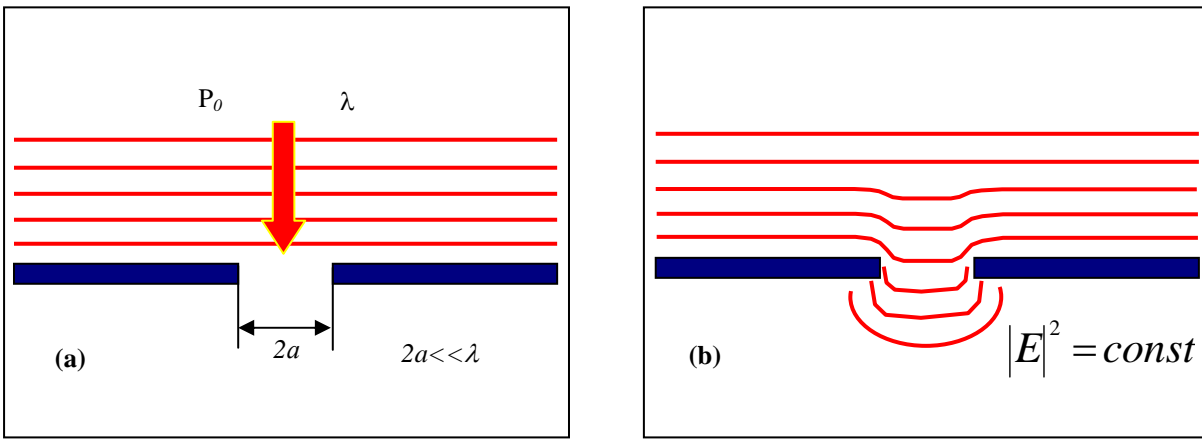 P₀ λ
2a
(a) 2a<<λ
(b) |E|² = const